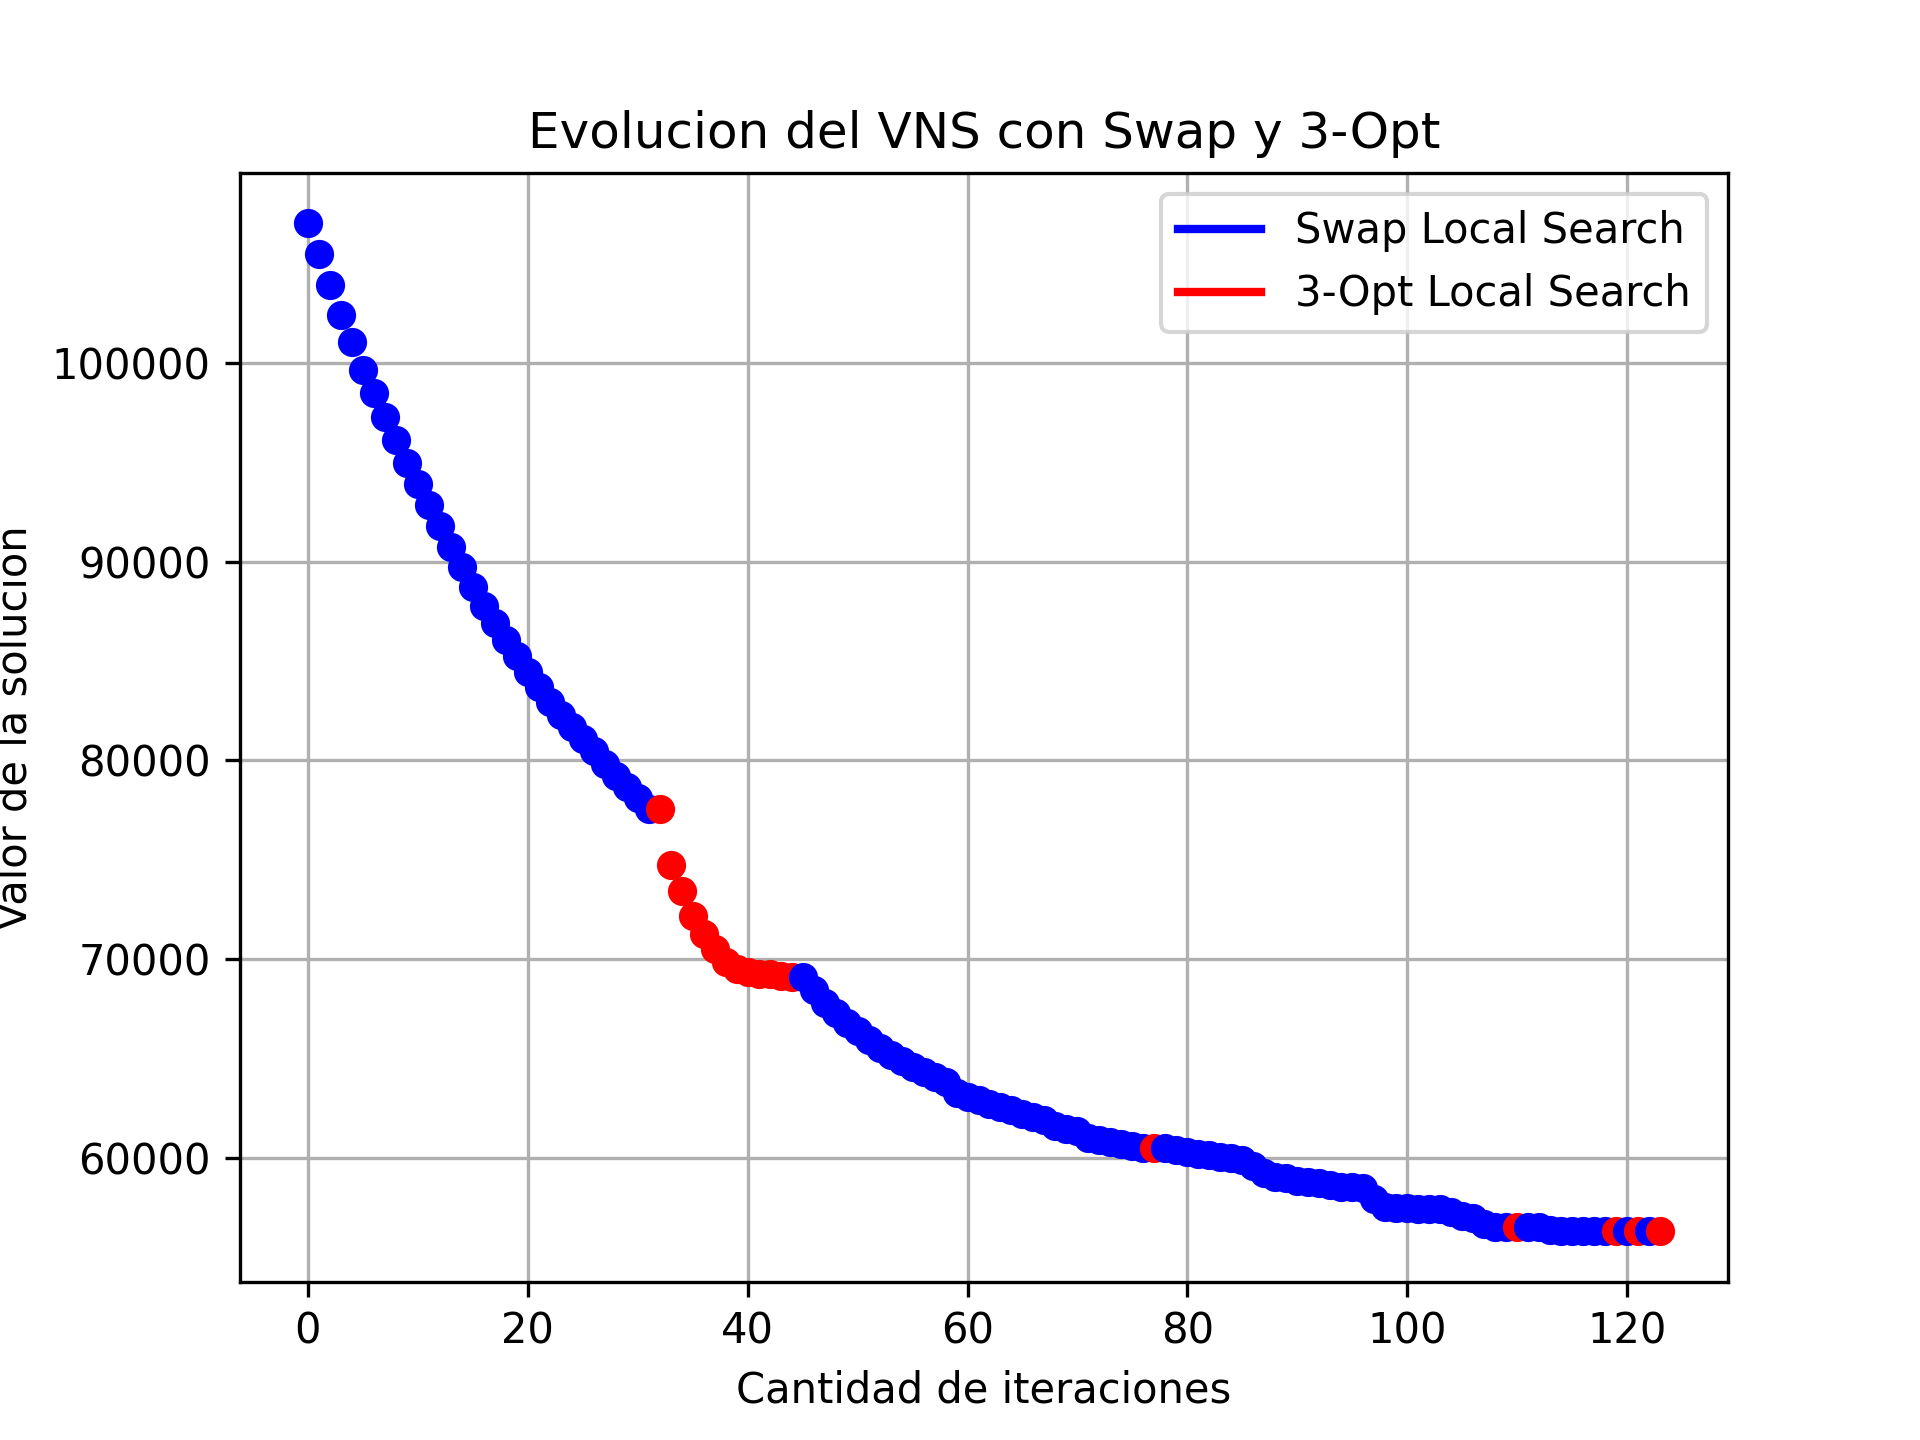 Evolucion del VNS con Swap y 3-Opt
Swap Local Search
3-Opt Local Search
Valor de la solucion
100000
90000
80000
70000
60000
0 20 40 60 80 100 120
Cantidad de iteraciones